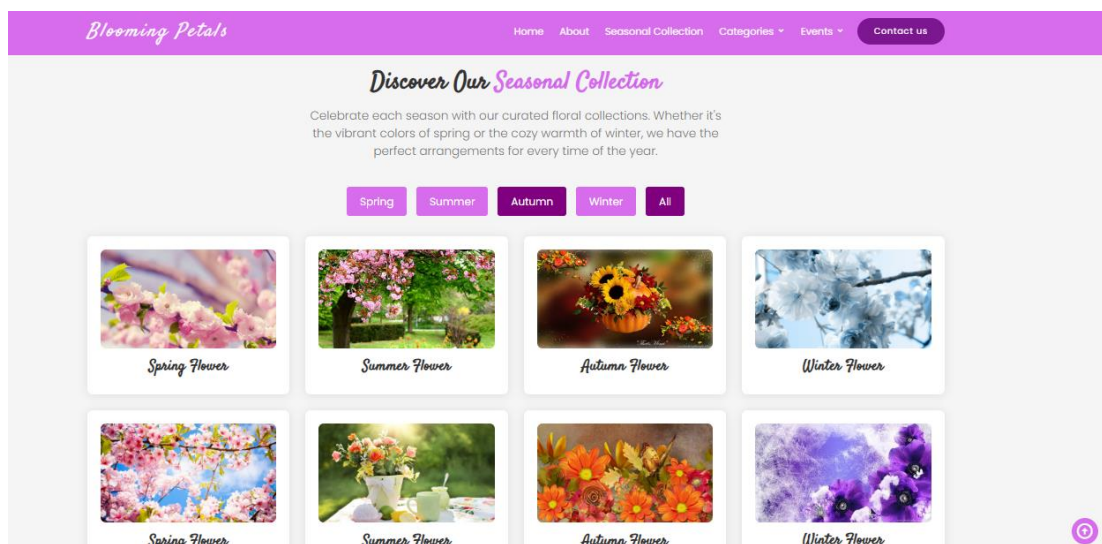 Blooming Petals
Home About Seasonal Collection Categories Events Contact us
Discover Our Seasonal Collection
Celebrate each season with our curated floral collections. Whether it's
the vibrant colors of spring or the cozy warmth of winter, we have the
perfect arrangements for every time of the year.
Spring Summer Autumn Winter All
Spring Flower Summer Flower Autumn Flower Winter Flower
Spring Flower Summer Flower Autumn Flower Winter Flower